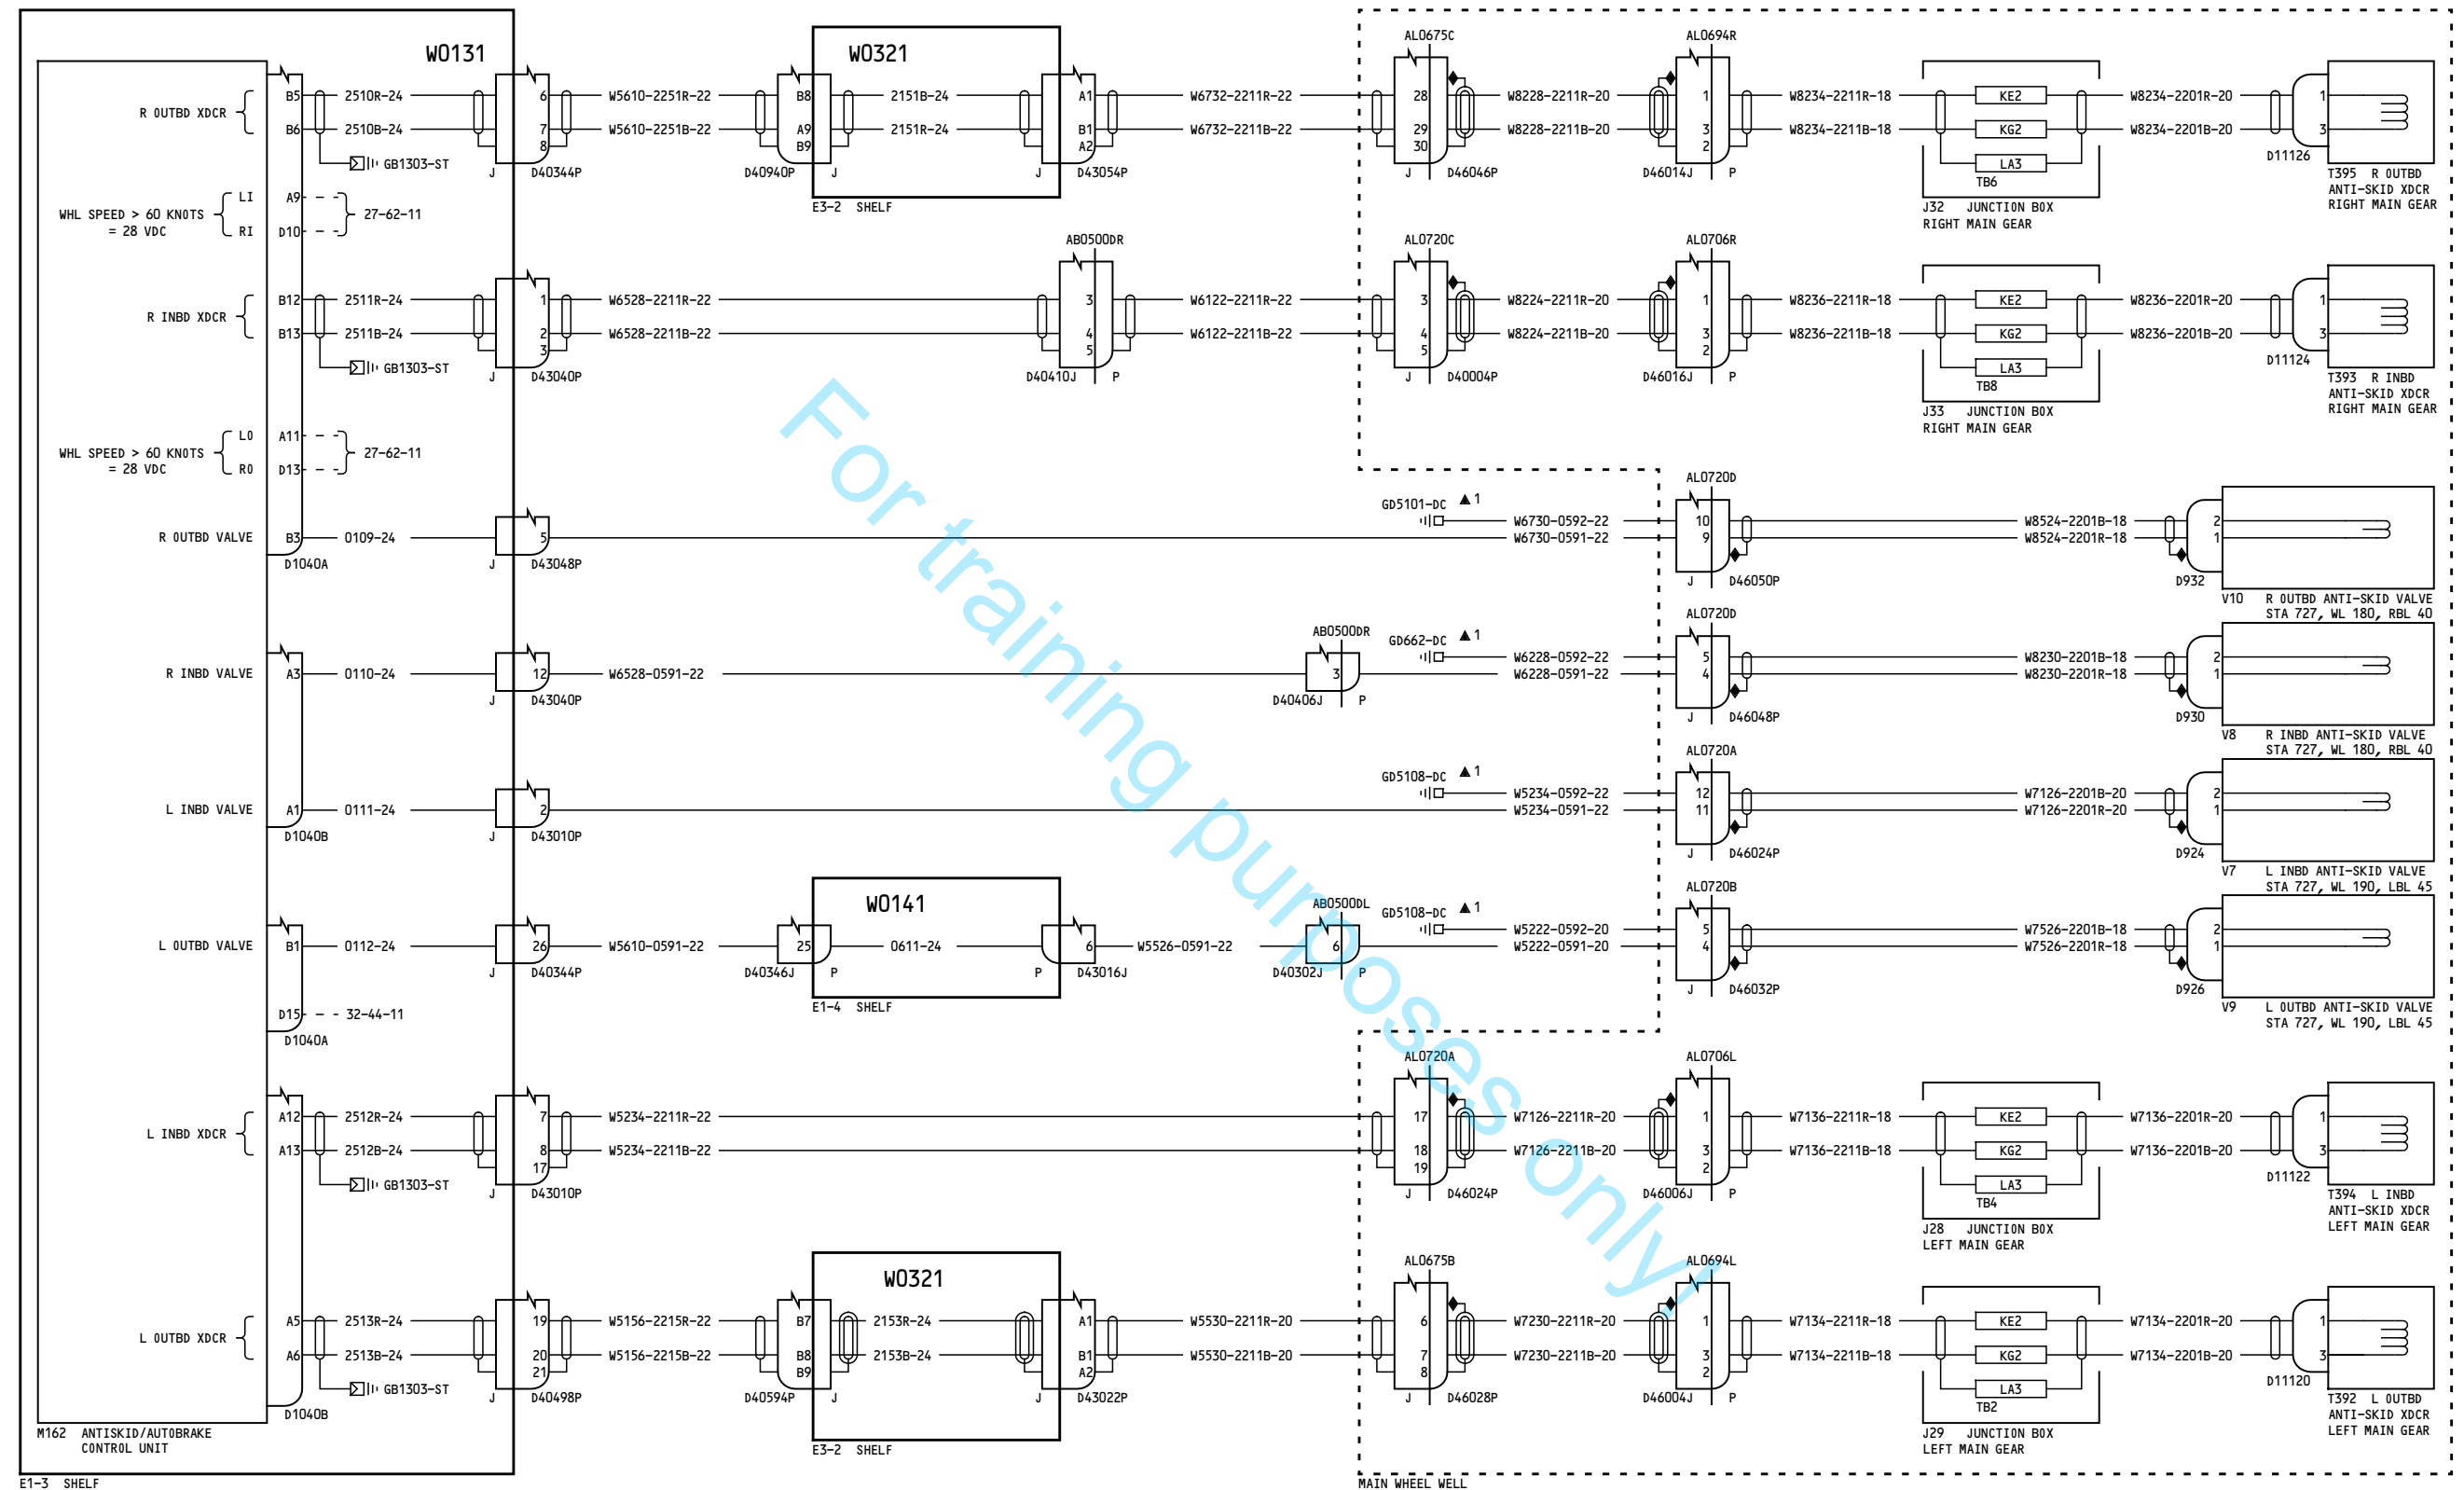 W0131
W0321
AL0675C
AL0694R
R OUTBD XDCR
B5 2510R-24 6 W5610-2251R-22 B8 2151B-24 A1 W6732-2211R-22 28 W8228-2211R-20 1 W8234-2211R-18 KE2 W8234-2201R-20 1
B6 2510B-24 7 W5610-2251B-22 A9 2151R-24 B1 W6732-2211B-22 29 W8228-2211B-20 3 W8234-2211B-18 KG2 W8234-2201B-20 3
8 B9 A2 30 2
GB1303-ST LA3
J D40344P D40940P J J D43054P J D46046P D46014J P TB6 D11126
T395 R OUTBD
ANTI-SKID XDCR
RIGHT MAIN GEAR
E3-2 SHELF
J32 JUNCTION BOX
RIGHT MAIN GEAR
WHL SPEED > 60 KNOTS
= 28 VDC
LI A9
RI D10
27-62-11
AB0500DR
AL0720C
AL0706R
R INBD XDCR
B12 2511R-24 1 W6528-2211R-22 3 W6122-2211R-22 3 W8224-2211R-20 1 W8236-2211R-18 KE2 W8236-2201R-20 1
B13 2511B-24 2 W6528-2211B-22 4 W6122-2211B-22 4 W8224-2211B-20 3 W8236-2211B-18 KG2 W8236-2201B-20 3
3 5 5 2
GB1303-ST LA3
J D43040P D40410J P J D40004P D46016J P TB8 D11124
T393 R INBD
ANTI-SKID XDCR
RIGHT MAIN GEAR
J33 JUNCTION BOX
RIGHT MAIN GEAR
WHL SPEED > 60 KNOTS
= 28 VDC
LO A11
RO D13
27-62-11
AL0720D
GD5101-DC ▲ 1
W6730-0592-22 10 W8524-2201B-18 2
R OUTBD VALVE B3 0109-24 5 W6730-0591-22 9 W8524-2201R-18 1
D1040A J D43048P J D46050P D932
V10 R OUTBD ANTI-SKID VALVE
STA 727, WL 180, RBL 40
AB0500DR
AL0720D
GD662-DC ▲ 1
W6228-0592-22 5 W8230-2201B-18 2
R INBD VALVE A3 0110-24 12 W6528-0591-22 3 W6228-0591-22 4 W8230-2201R-18 1
J D43040P D40406J P J D46048P D930
V8 R INBD ANTI-SKID VALVE
STA 727, WL 180, RBL 40
AL0720A
GD5108-DC ▲ 1
W5234-0592-22 12 W7126-2201B-20 2
L INBD VALVE A1 0111-24 2 W5234-0591-22 11 W7126-2201R-20 1
D1040B J D43010P J D46024P D924
V7 L INBD ANTI-SKID VALVE
STA 727, WL 190, LBL 45
W0141
AB0500DL
AL0720B
GD5108-DC ▲ 1
W5222-0592-20 5 W7526-2201B-18 2
L OUTBD VALVE B1 0112-24 26 W5610-0591-22 25 0611-24 6 W5526-0591-22 6 W5222-0591-20 4 W7526-2201R-18 1
J D40344P D40346J P P D43016J D40302J P J D46032P D926
E1-4 SHELF
V9 L OUTBD ANTI-SKID VALVE
STA 727, WL 190, LBL 45
D15 32-44-11
D1040A
AL0720A
AL0706L
L INBD XDCR
A12 2512R-24 7 W5234-2211R-22 17 W7126-2211R-20 1 W7136-2211R-18 KE2 W7136-2201R-20 1
A13 2512B-24 8 W5234-2211B-22 18 W7126-2211B-20 3 W7136-2211B-18 KG2 W7136-2201B-20 3
17 19 2
GB1303-ST LA3
J D43010P J D46024P D46006J P TB4 D11122
T394 L INBD
ANTI-SKID XDCR
LEFT MAIN GEAR
J28 JUNCTION BOX
LEFT MAIN GEAR
W0321
AL0675B
AL0694L
L OUTBD XDCR
A5 2513R-24 19 W5156-2215R-22 B7 2153R-24 A1 W5530-2211R-20 6 W7230-2211R-20 1 W7134-2211R-18 KE2 W7134-2201R-20 1
A6 2513B-24 20 W5156-2215B-22 B8 2153B-24 B1 W5530-2211B-20 7 W7230-2211B-20 3 W7134-2211B-18 KG2 W7134-2201B-20 3
21 B9 A2 8 2
GB1303-ST LA3
D1040B J D40498P D40594P J J D43022P J D46028P D46004J P TB2 D11120
T392 L OUTBD
ANTI-SKID XDCR
LEFT MAIN GEAR
M162 ANTISKID/AUTOBRAKE
CONTROL UNIT
E3-2 SHELF
J29 JUNCTION BOX
LEFT MAIN GEAR
E1-3 SHELF
MAIN WHEEL WELL
For training purposes only!